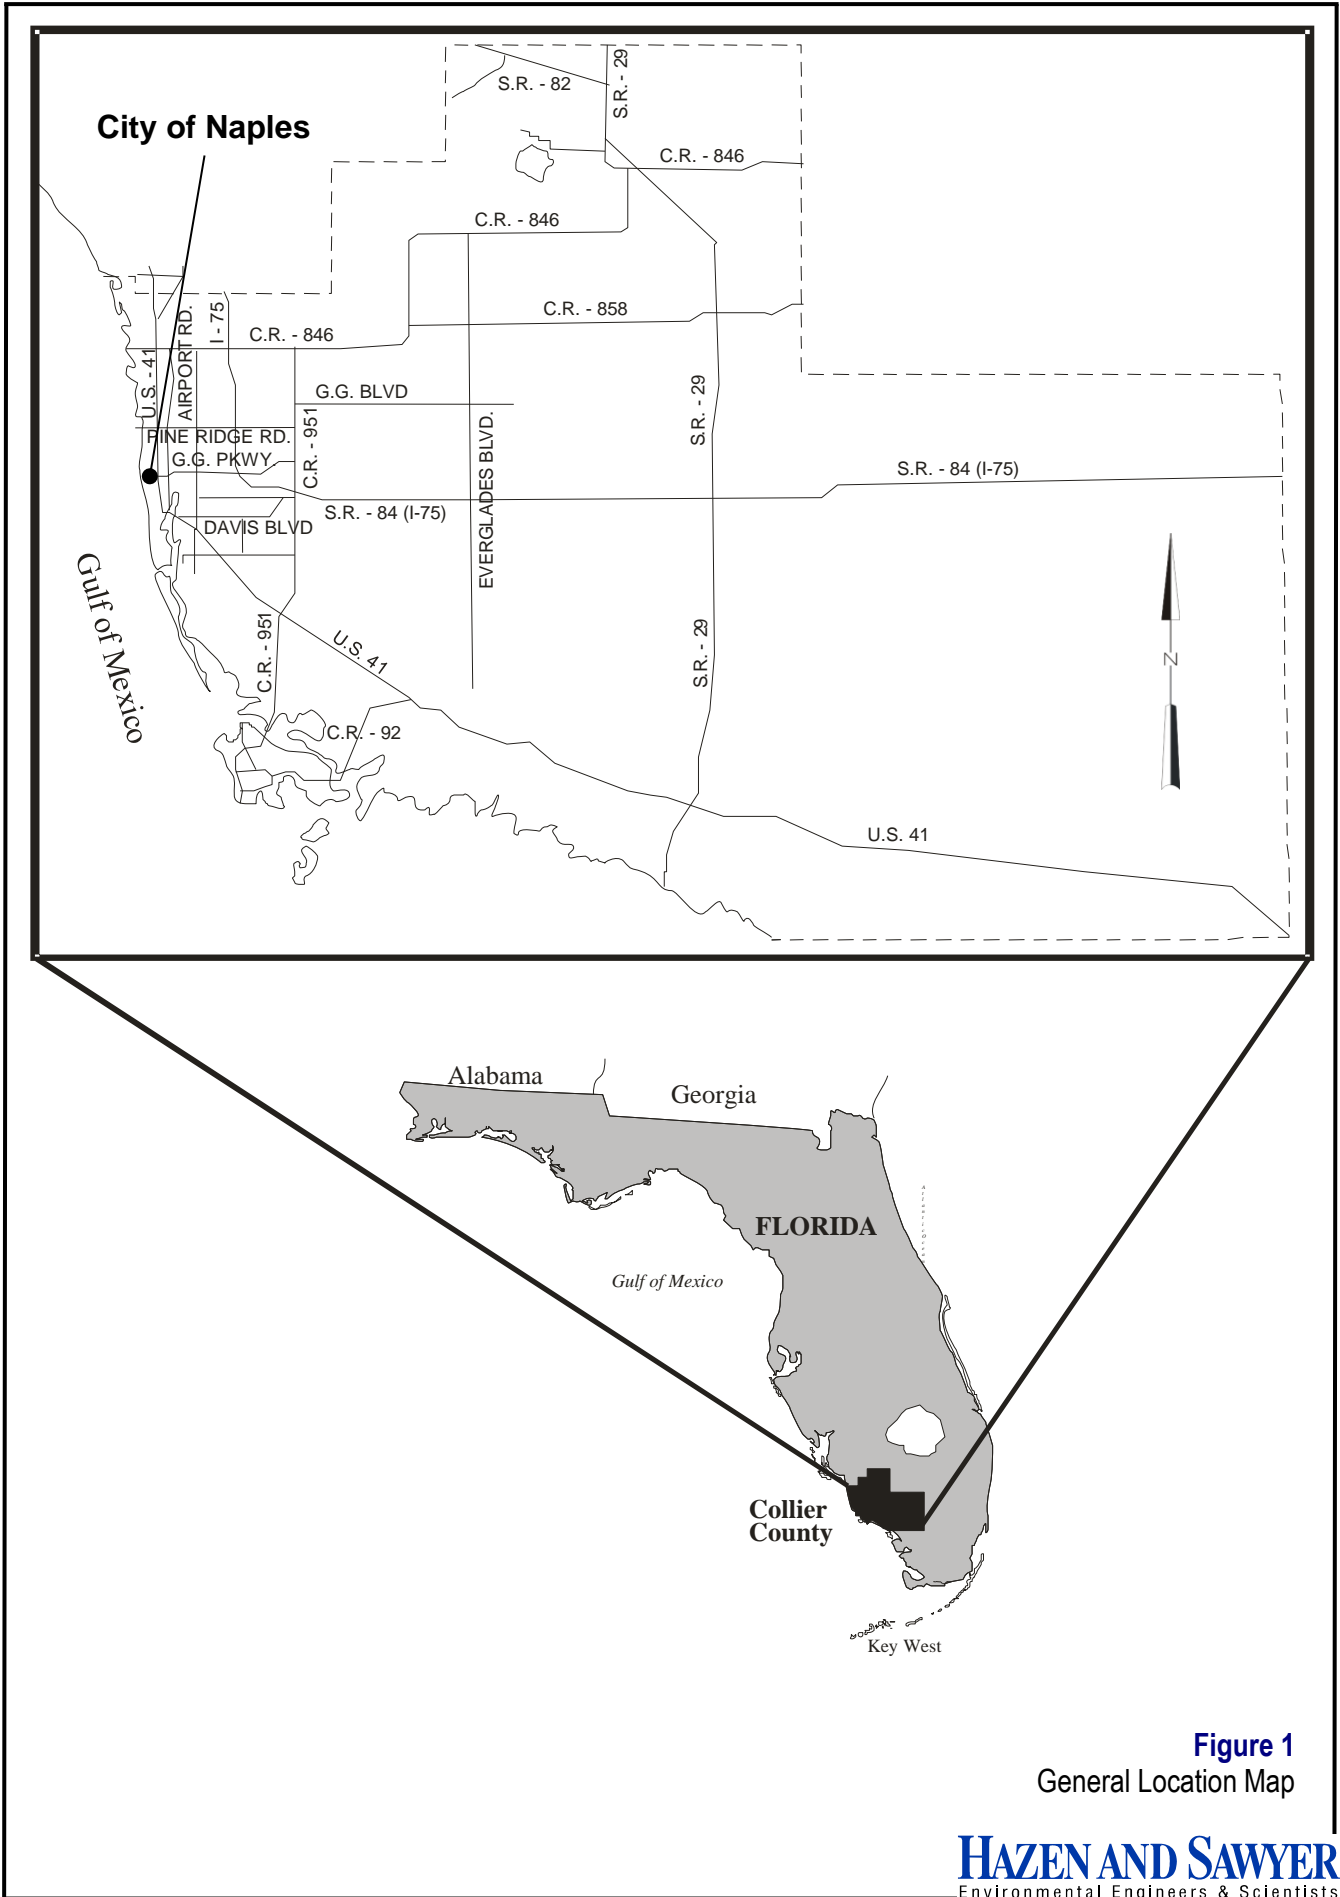 S.R. - 82
S.R. - 29
City of Naples
C.R. - 846
C.R. - 846
C.R. - 858
I - 75
AIRPORT RD.
U.S. - 41
C.R. - 846
G.G. BLVD
S.R. - 29
PINE RIDGE RD.
C.R. - 951
G.G. PKWY.
EVERGLADES BLVD.
S.R. - 84 (I-75)
S.R. - 84 (I-75)
DAVIS BLVD
Gulf of Mexico
C.R. - 951
U.S. 41
S.R. - 29
N
C.R. - 92
U.S. 41
Alabama
Georgia
FLORIDA
Gulf of Mexico
Collier
County
Key West
Figure 1
General Location Map
HAZEN AND SAWYER
Environmental Engineers & Scientists